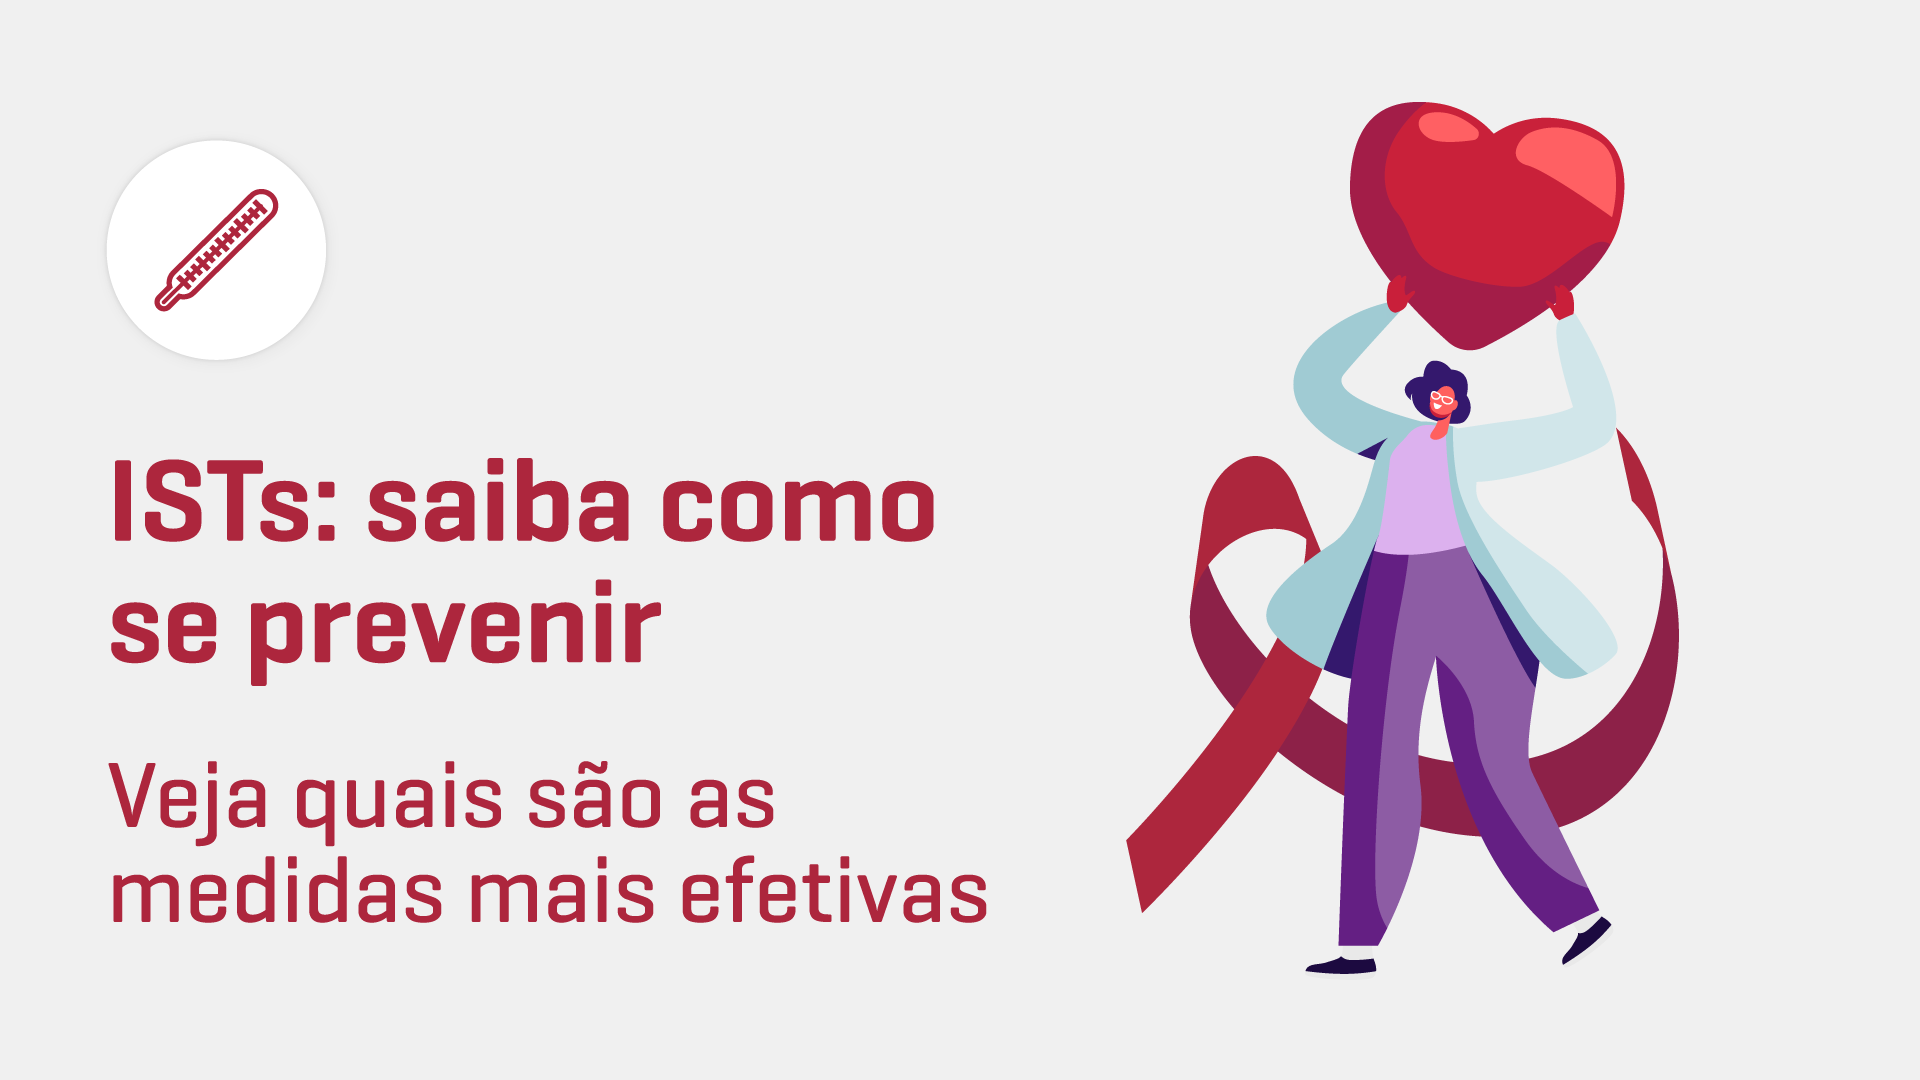 ISTs: saiba como
se prevenir
Veja quais são as
medidas mais efetivas